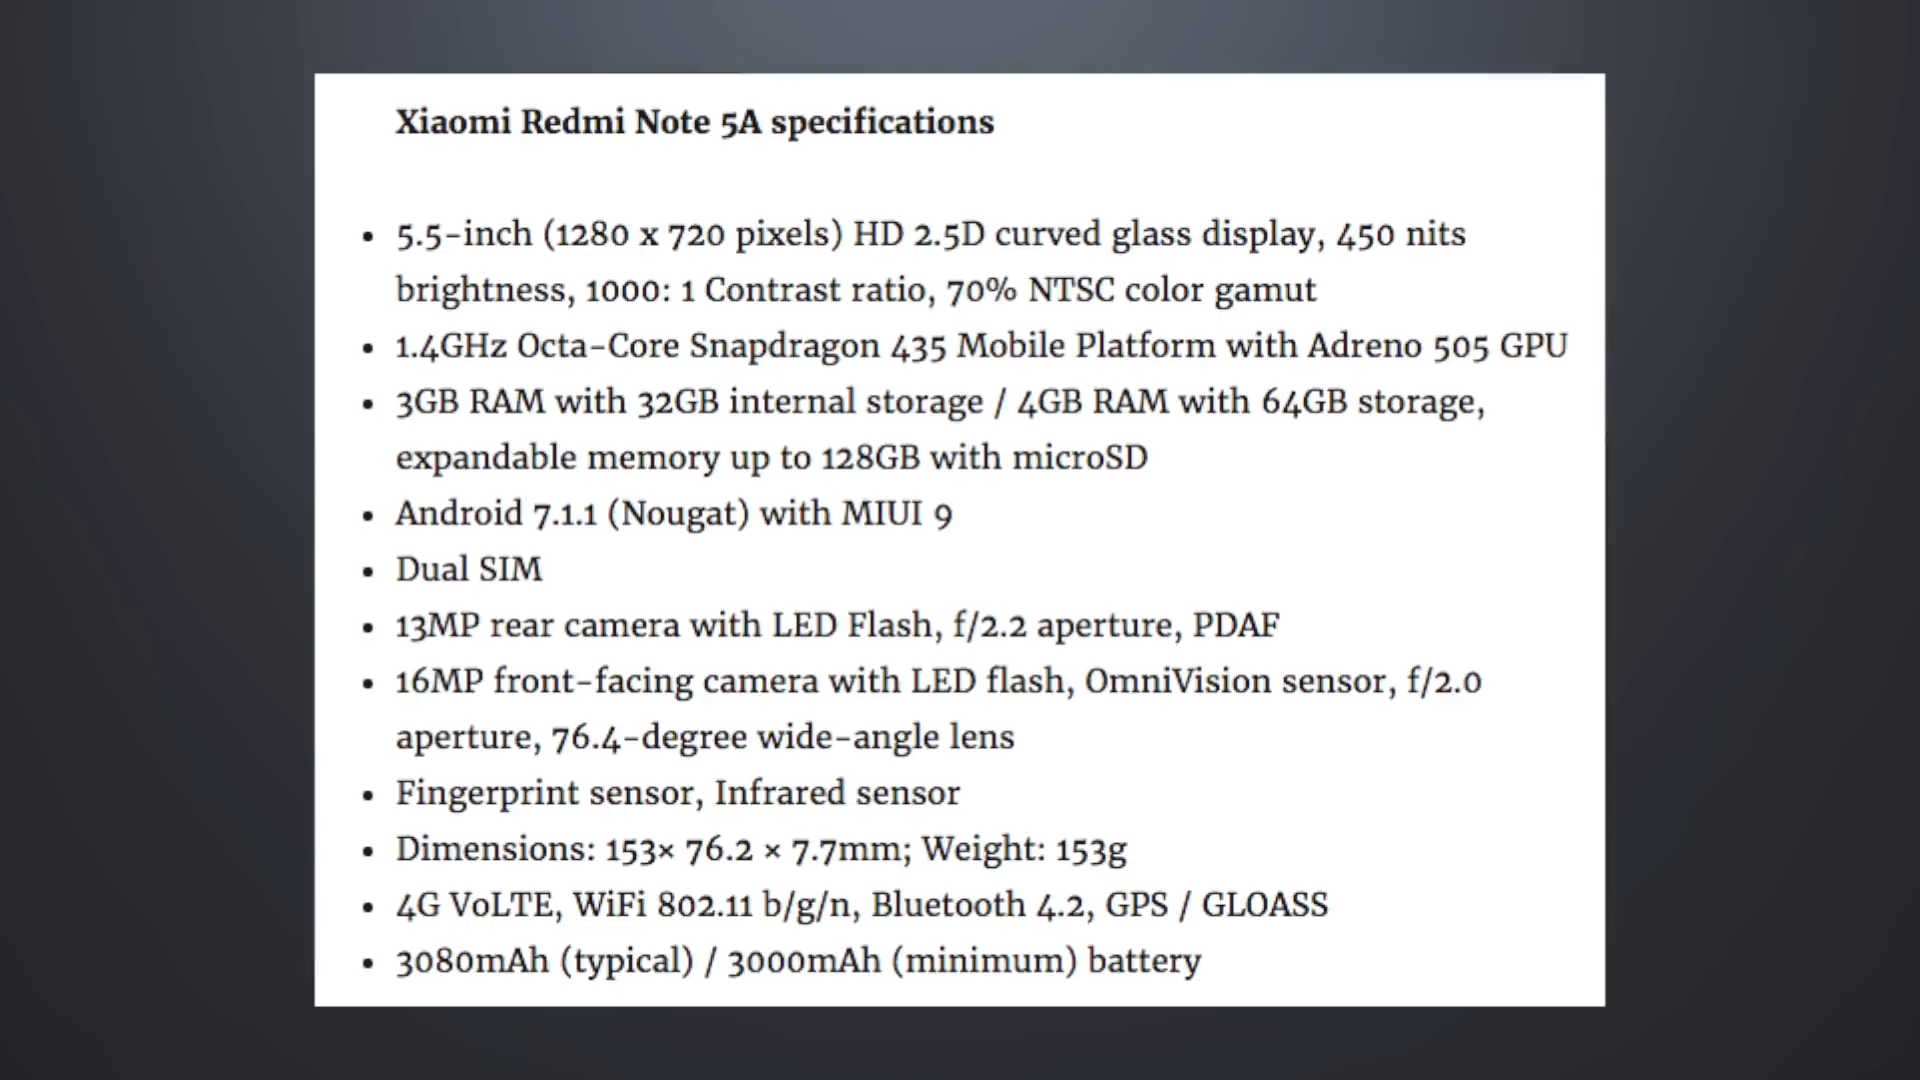 Xiaomi Redmi Note 5A specifications
• 5.5-inch (1280 x 720 pixels) HD 2.5D curved glass display, 450 nits
brightness, 1000: 1 Contrast ratio, 70% NTSC color gamut
• 1.4GHz Octa-Core Snapdragon 435 Mobile Platform with Adreno 505 GPU
• 3GB RAM with 32GB internal storage / 4GB RAM with 64GB storage,
expandable memory up to 128GB with microSD
• Android 7.1.1 (Nougat) with MIUI 9
• Dual SIM
• 13MP rear camera with LED Flash, f/2.2 aperture, PDAF
• 16MP front-facing camera with LED flash, OmniVision sensor, f/2.0
aperture, 76.4-degree wide-angle lens
• Fingerprint sensor, Infrared sensor
• Dimensions: 153× 76.2 × 7.7mm; Weight: 153g
• 4G VoLTE, WiFi 802.11 b/g/n, Bluetooth 4.2, GPS / GLOASS
• 3080mAh (typical) / 3000mAh (minimum) battery